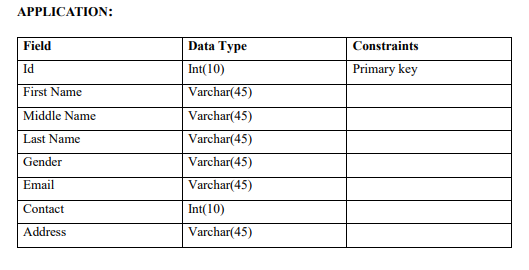 APPLICATION:
Field Data Type Constraints
Id Int(10) Primary key
First Name Varchar(45)
Middle Name Varchar(45)
Last Name Varchar(45)
Gender Varchar(45)
Email Varchar(45)
Contact Int(10)
Address Varchar(45)